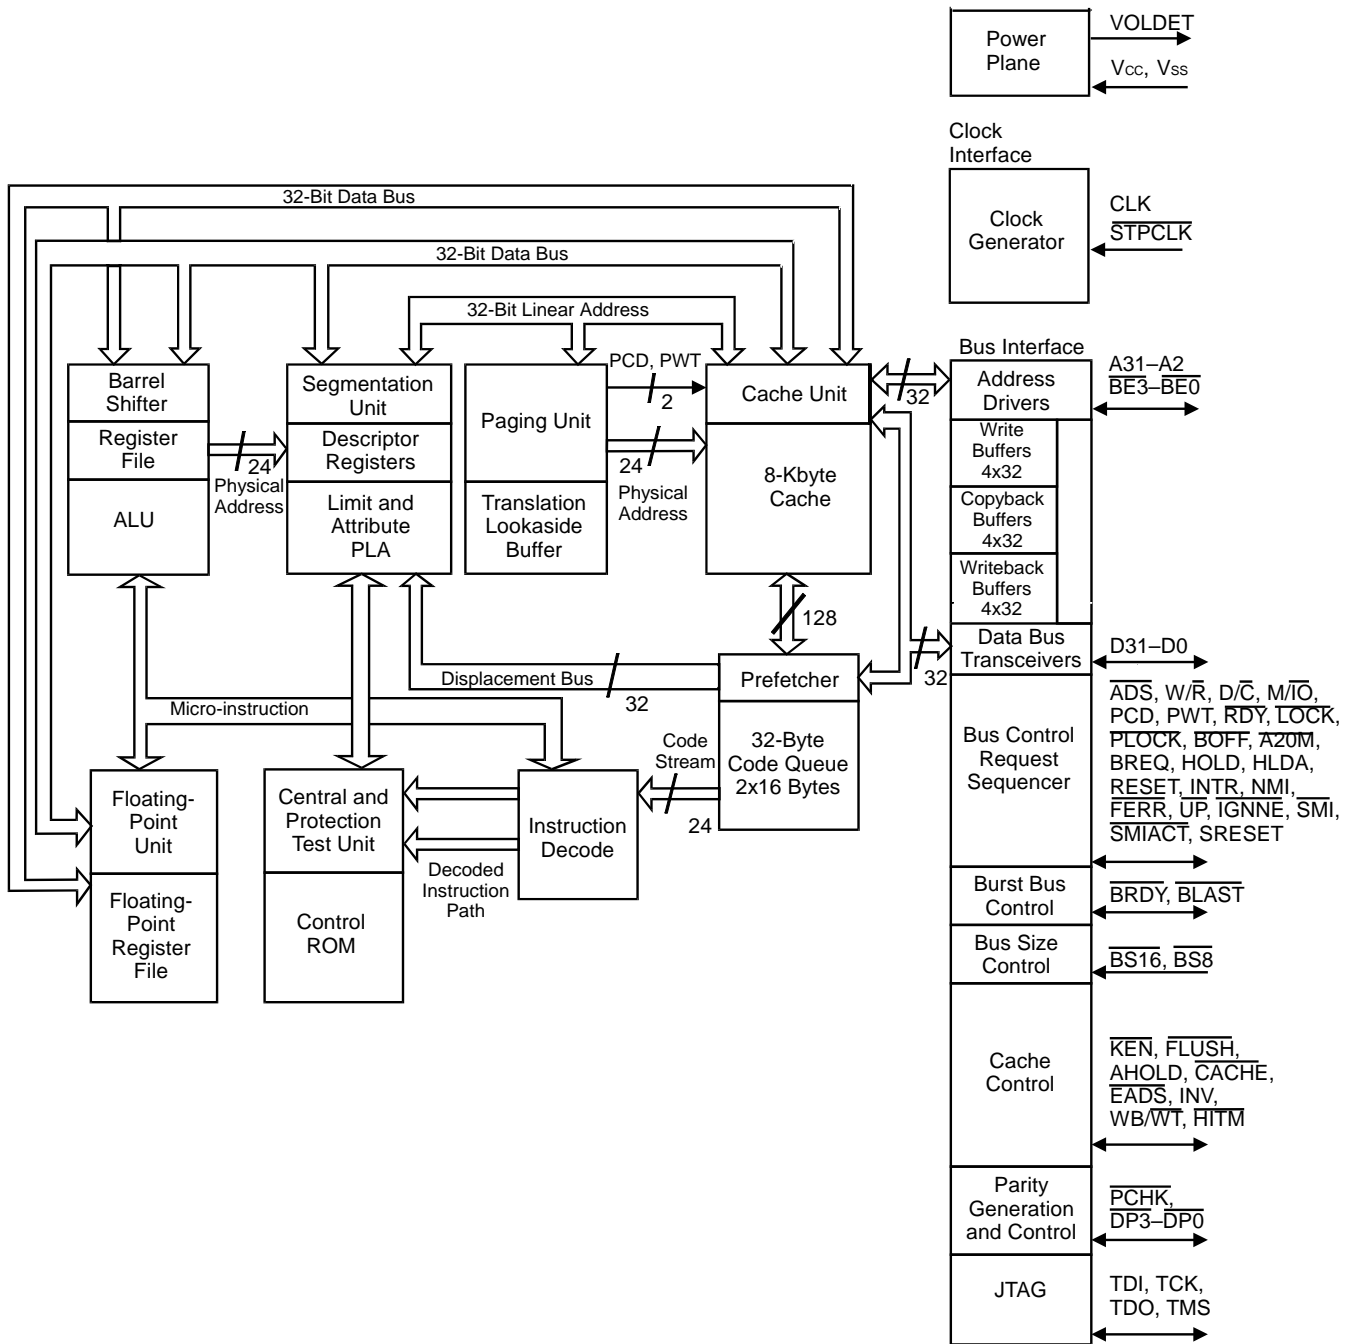 Power
Plane
VOLDET
VCC, VSS
Clock
Interface
Clock
Generator
CLK
STPCLK
32-Bit Data Bus
32-Bit Data Bus
32-Bit Linear Address
Barrel
Shifter
Register
File
ALU
24
Physical
Address
Segmentation
Unit
Descriptor
Registers
Limit and
Attribute
PLA
Paging Unit
Translation
Lookaside
Buffer
PCD, PWT
2
24
Physical
Address
Cache Unit
8-Kbyte
Cache
32
128
32
Bus Interface
Address
Drivers
A31–A2
BE3–BE0
Write
Buffers
4x32
Copyback
Buffers
4x32
Writeback
Buffers
4x32
Data Bus
Transceivers
D31–D0
Displacement Bus
32
Micro-instruction
Prefetcher
32-Byte
Code Queue
2x16 Bytes
Code
Stream
24
Floating-
Point
Unit
Floating-
Point
Register
File
Central and
Protection
Test Unit
Control
ROM
Decoded
Instruction
Path
Instruction
Decode
Bus Control
Request
Sequencer
ADS, W/R, D/C, M/IO,
PCD, PWT, RDY, LOCK,
PLOCK, BOFF, A20M,
BREQ, HOLD, HLDA,
RESET, INTR, NMI,
FERR, UP, IGNNE, SMI,
SMIACT, SRESET
Burst Bus
Control
BRDY, BLAST
Bus Size
Control
BS16, BS8
Cache
Control
KEN, FLUSH,
AHOLD, CACHE,
EADS, INV,
WB/WT, HITM
Parity
Generation
and Control
PCHK,
DP3–DP0
JTAG
TDI, TCK,
TDO, TMS